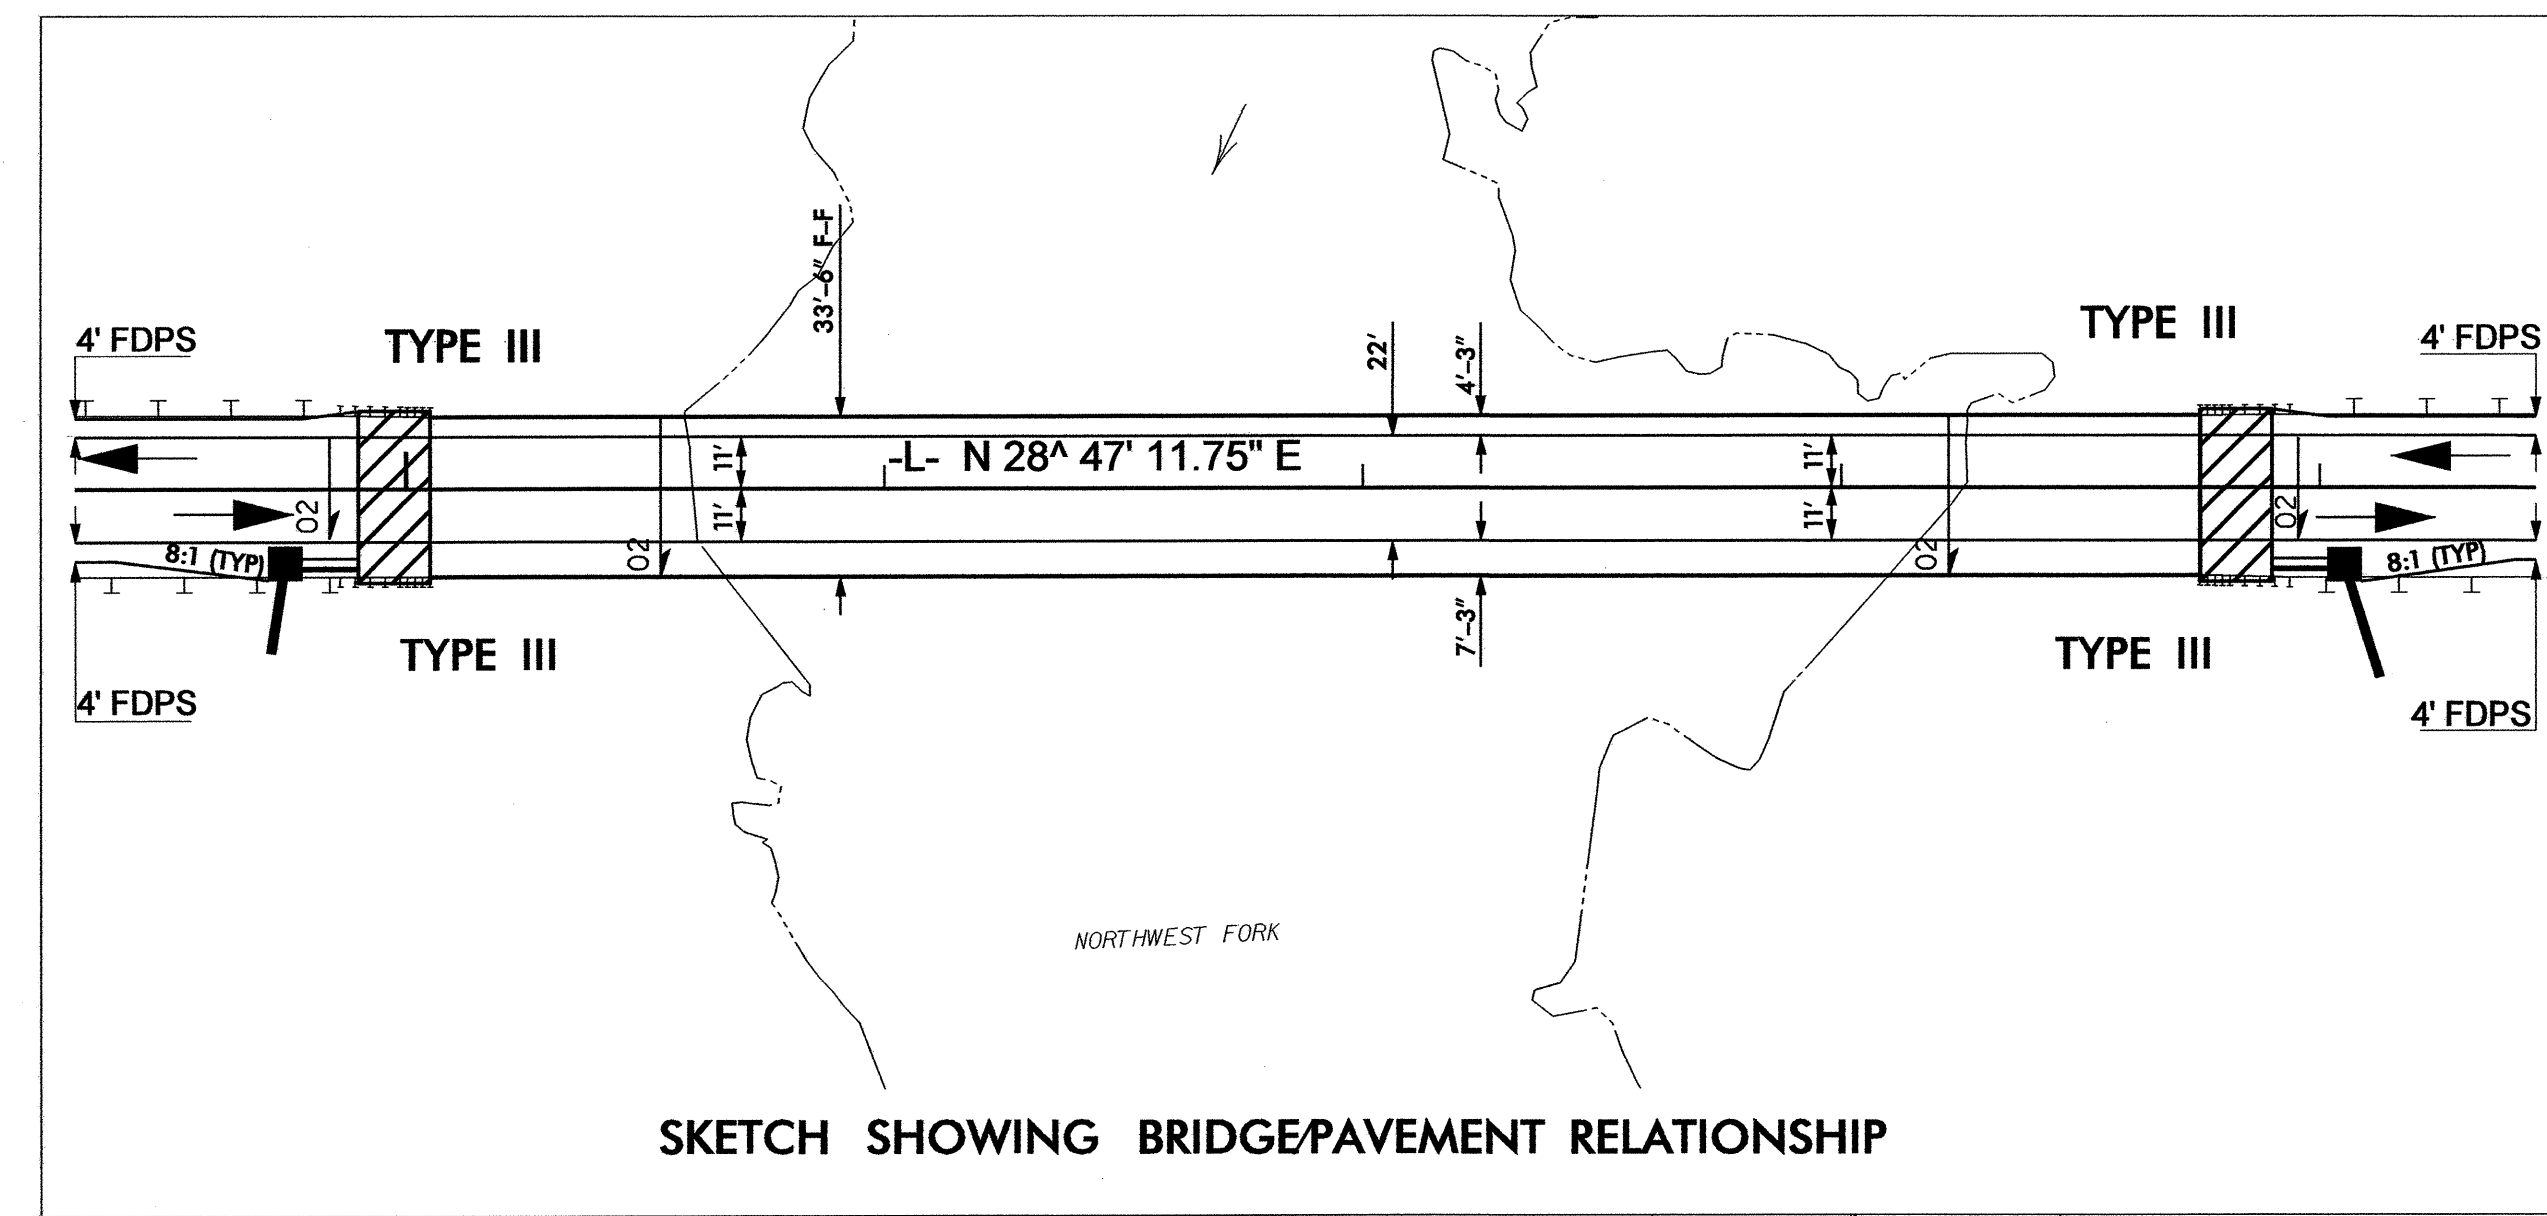 33'-6" F-F
22'
4'-3"
TYPE III
TYPE III
4' FDPS
4' FDPS
11'
-L- N 28^ 47' 11.75" E
11'
02
11'
11'
02
02
02
8:1 (TYP)
8:1 (TYP)
7'-3"
TYPE III
TYPE III
4' FDPS
4' FDPS
NORTHWEST FORK
SKETCH SHOWING BRIDGE/PAVEMENT RELATIONSHIP